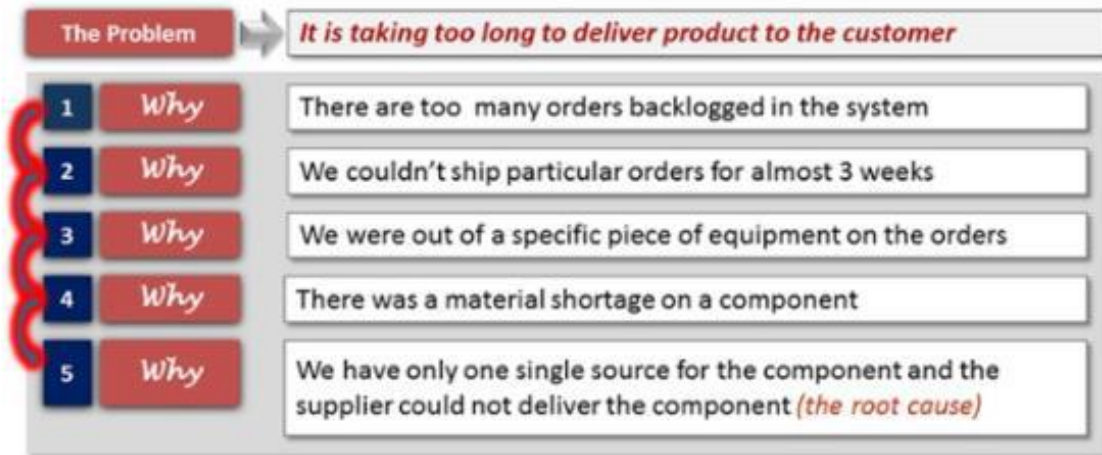 The Problem It is taking too long to deliver product to the customer
1 Why There are too many orders backlogged in the system
2 Why We couldn't ship particular orders for almost 3 weeks
3 Why We were out of a specific piece of equipment on the orders
4 Why There was a material shortage on a component
5 Why We have only one single source for the component and the
supplier could not deliver the component (the root cause)